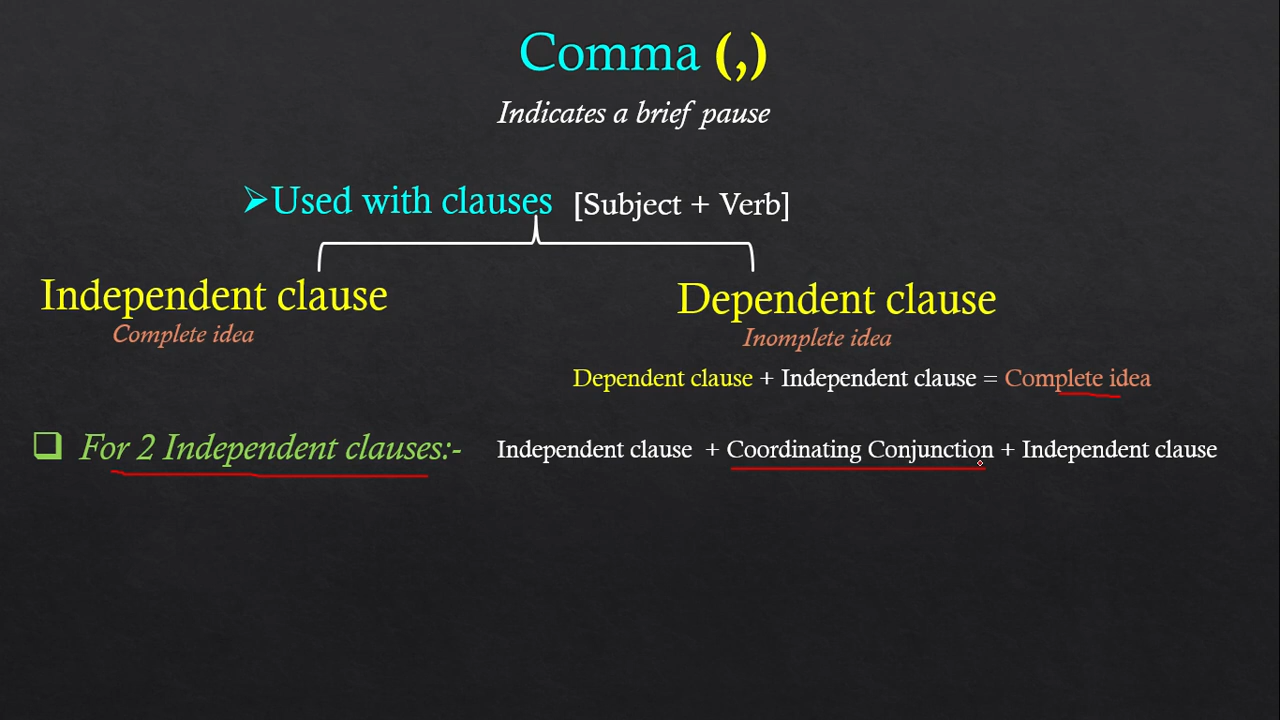 Comma (,)
Indicates a brief pause
➢Used with clauses [Subject + Verb]
Independent clause
Dependent clause
Complete idea
Inomplete idea
Dependent clause + Independent clause = Complete idea
❑ For 2 Independent clauses:- Independent clause + Coordinating Conjunction + Independent clause